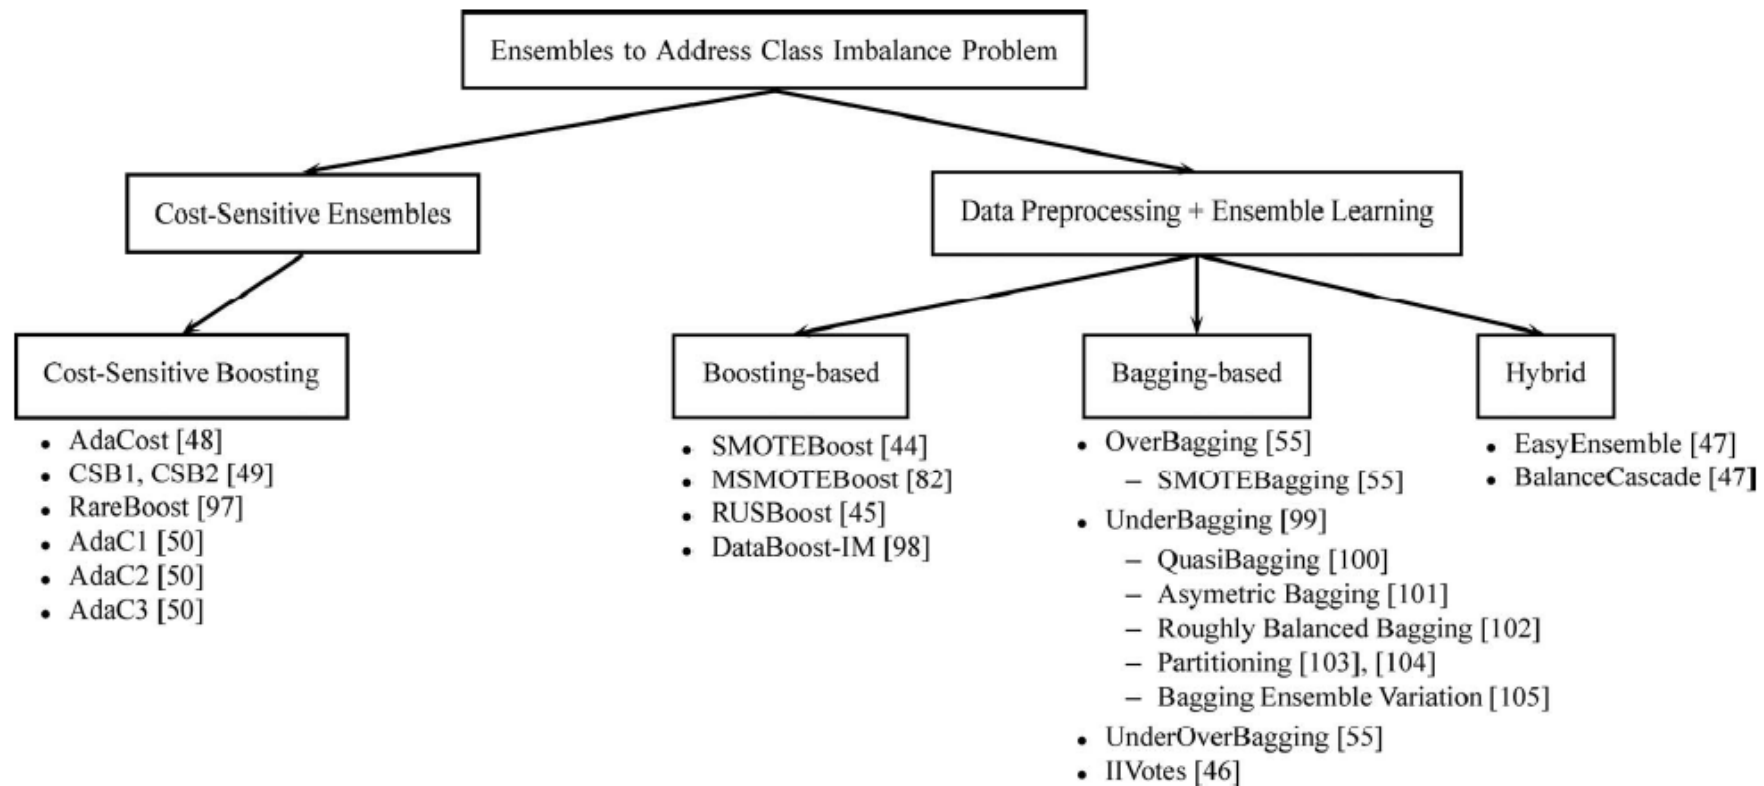 Ensembles to Address Class Imbalance Problem
Cost-Sensitive Ensembles
Data Preprocessing + Ensemble Learning
Cost-Sensitive Boosting
• AdaCost [48]
• CSB1, CSB2 [49]
• RareBoost [97]
• AdaC1 [50]
• AdaC2 [50]
• AdaC3 [50]
Boosting-based
• SMOTEBoost [44]
• MSMOTEBoost [82]
• RUSBoost [45]
• DataBoost-IM [98]
Bagging-based
• OverBagging [55]
– SMOTEBagging [55]
• UnderBagging [99]
– QuasiBagging [100]
– Asymetric Bagging [101]
– Roughly Balanced Bagging [102]
– Partitioning [103], [104]
– Bagging Ensemble Variation [105]
• UnderOverBagging [55]
• IIVotes [46]
Hybrid
• EasyEnsemble [47]
• BalanceCascade [47]